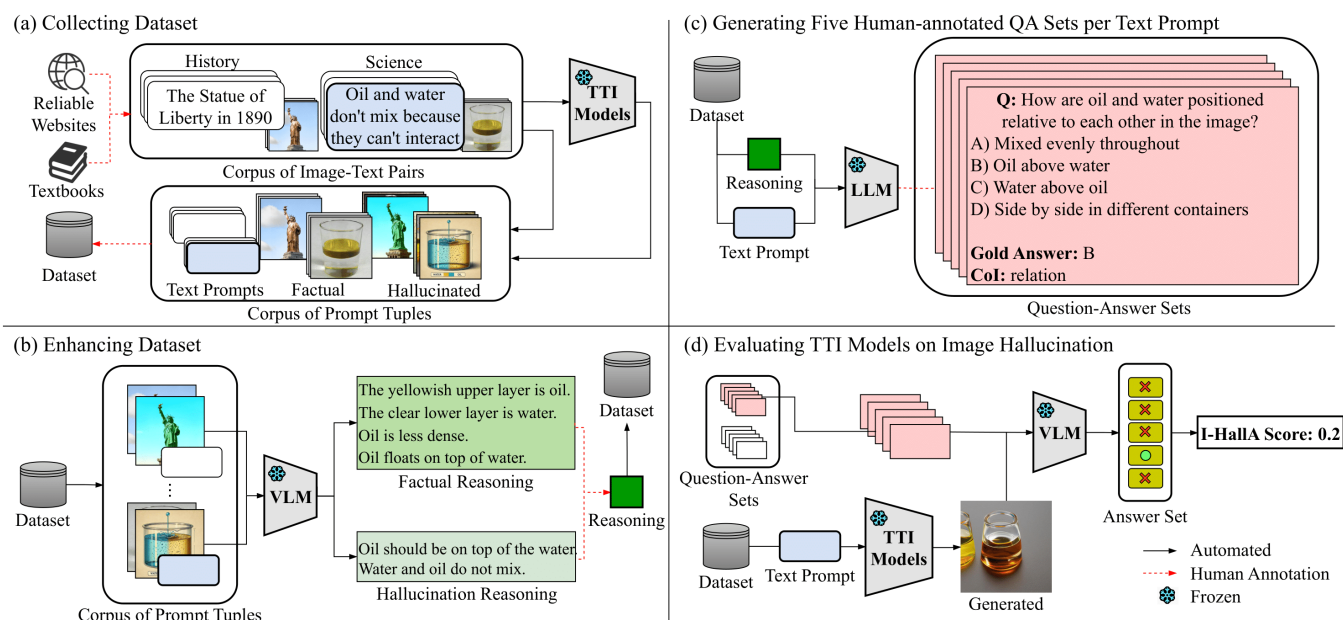 (a) Collecting Dataset
Reliable
Websites
Textbooks
Dataset
History
The Statue of
Liberty in 1890
Science
Oil and water
don't mix because
they can't interact
Corpus of Image-Text Pairs
TTI
Models
Text Prompts
Factual
Hallucinated
Corpus of Prompt Tuples
(c) Generating Five Human-annotated QA Sets per Text Prompt
Dataset
Reasoning
Text Prompt
LLM
Q: How are oil and water positioned
relative to each other in the image?
A) Mixed evenly throughout
B) Oil above water
C) Water above oil
D) Side by side in different containers
Gold Answer: B
CoI: relation
Question-Answer Sets
(b) Enhancing Dataset
Dataset
Corpus of Prompt Tuples
VLM
The yellowish upper layer is oil.
The clear lower layer is water.
Oil is less dense.
Oil floats on top of water.
Factual Reasoning
Oil should be on top of the water.
Water and oil do not mix.
Hallucination Reasoning
Dataset
Reasoning
(d) Evaluating TTI Models on Image Hallucination
Question-Answer
Sets
Dataset
Text Prompt
TTI
Models
Generated
VLM
Answer Set
I-HallA Score: 0.2
Automated
Human Annotation
Frozen